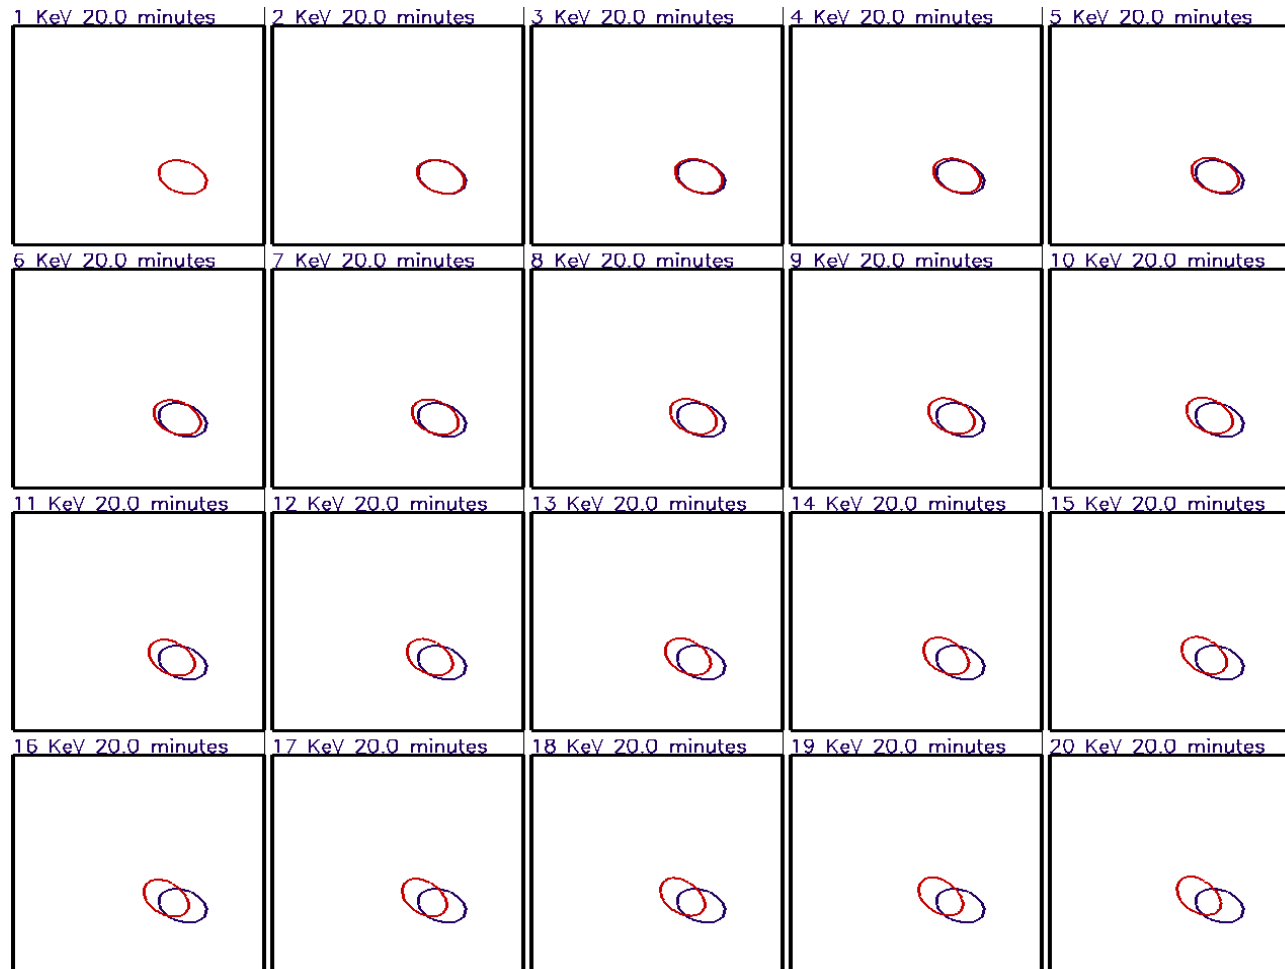 1 KeV 20.0 minutes
2 KeV 20.0 minutes
3 KeV 20.0 minutes
4 KeV 20.0 minutes
5 KeV 20.0 minutes
6 KeV 20.0 minutes
7 KeV 20.0 minutes
8 KeV 20.0 minutes
9 KeV 20.0 minutes
10 KeV 20.0 minutes
11 KeV 20.0 minutes
12 KeV 20.0 minutes
13 KeV 20.0 minutes
14 KeV 20.0 minutes
15 KeV 20.0 minutes
16 KeV 20.0 minutes
17 KeV 20.0 minutes
18 KeV 20.0 minutes
19 KeV 20.0 minutes
20 KeV 20.0 minutes